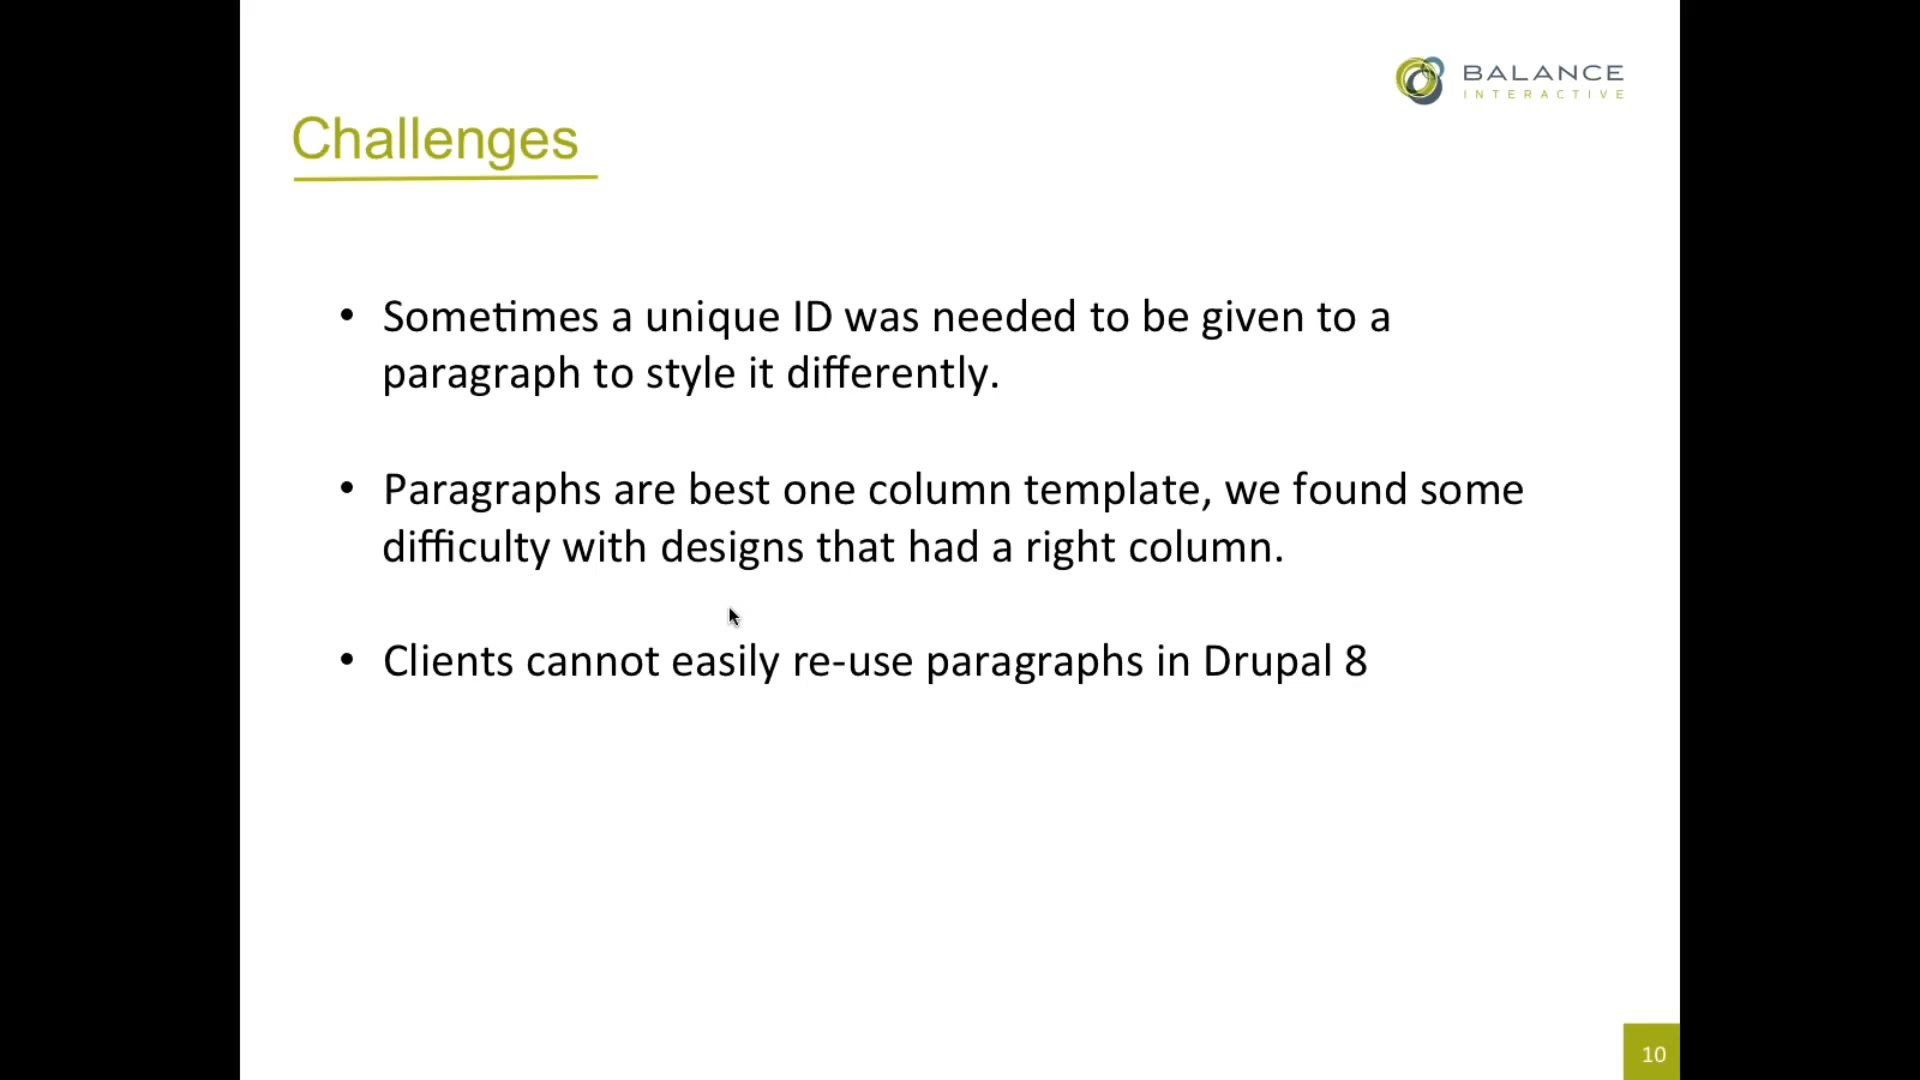 BALANCE
INTERACTIVE
Challenges
• Sometimes a unique ID was needed to be given to a
paragraph to style it differently.
• Paragraphs are best one column template, we found some
difficulty with designs that had a right column.
• Clients cannot easily re-use paragraphs in Drupal 8
10